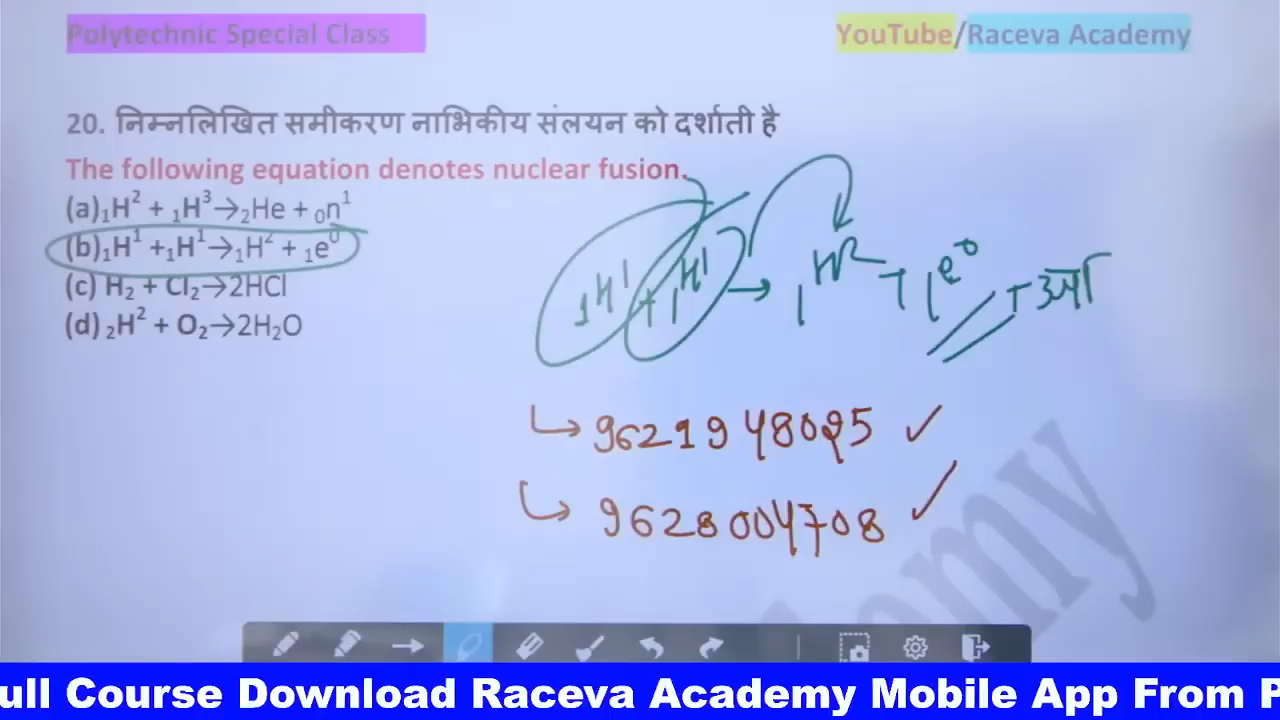 Polytechnic Special Class
YouTube/Raceva Academy
20. निम्नलिखित समीकरण नाभिकीय संलयन को दर्शाती है
The following equation denotes nuclear fusion.
(a)₁H² + ₁H³→₂He + ₀n¹
(b)₁H¹ +₁H¹→₁H² + ₁e⁰
(c) H₂ + Cl₂→2HCl
(d) ₂H² + O₂→2H₂O
₁H¹ + ₁H¹ → ₁H² + ₁e⁰ + ऊर्जा
↳ 9621948095 ✓
↳ 9628004708 ✓
ull Course Download Raceva Academy Mobile App From P